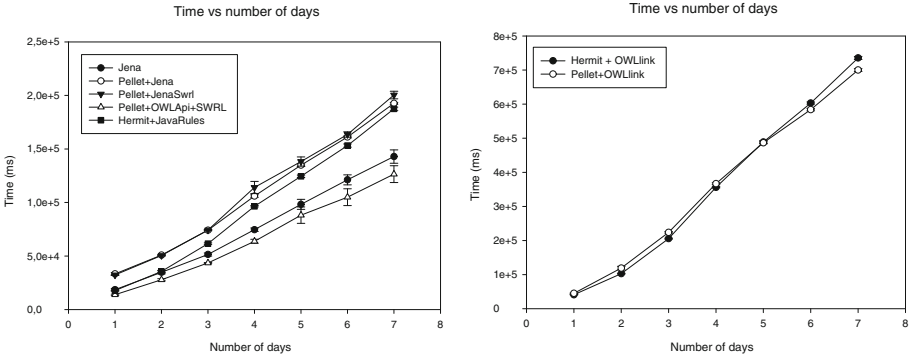 Time vs number of days
2,5e+5
2,0e+5
1,5e+5
1,0e+5
5,0e+4
0,0
Time (ms)
Jena
Pellet+Jena
Pellet+JenaSwrl
Pellet+OWLApi+SWRL
Hermit+JavaRules
0 1 2 3 4 5 6 7 8
Number of days
Time vs number of days
8e+5
7e+5
6e+5
5e+5
4e+5
3e+5
2e+5
1e+5
0
Time (ms)
Hermit + OWLlink
Pellet+OWLlink
0 1 2 3 4 5 6 7 8
Number of days